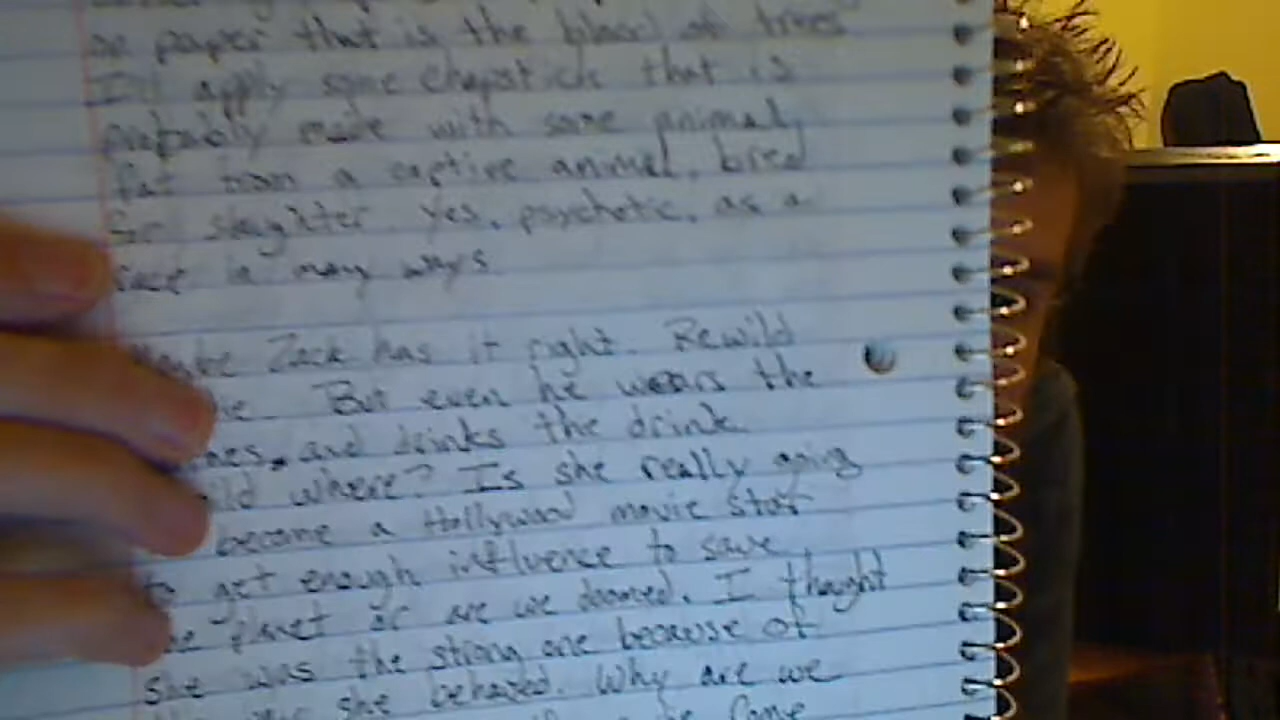 on paper that is the blood of trees
I'll apply some chapstick that is
probably made with some animal
fat from a captive animal, bred
for slaughter. Yes, psychotic, as a
race in many ways
Maybe Zack has it right. Rewild
But even he wears the
and drinks the drink.
where? Is she really going
become a Hollywood movie star
to get enough influence to save
the planet or are we doomed. I thought
she was the strong one because of
she behaved. Why are we